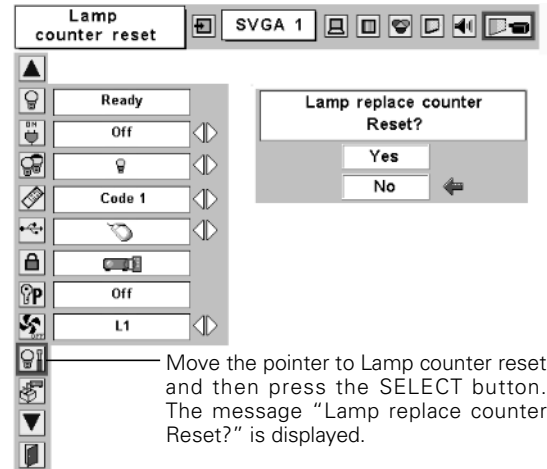 Lamp
counter reset
SVGA 1
Ready
ON
Off
Code 1
P
Off
OFF
L1
Lamp replace counter
Reset?
Yes
No
Move the pointer to Lamp counter reset
and then press the SELECT button.
The message “Lamp replace counter
Reset?” is displayed.